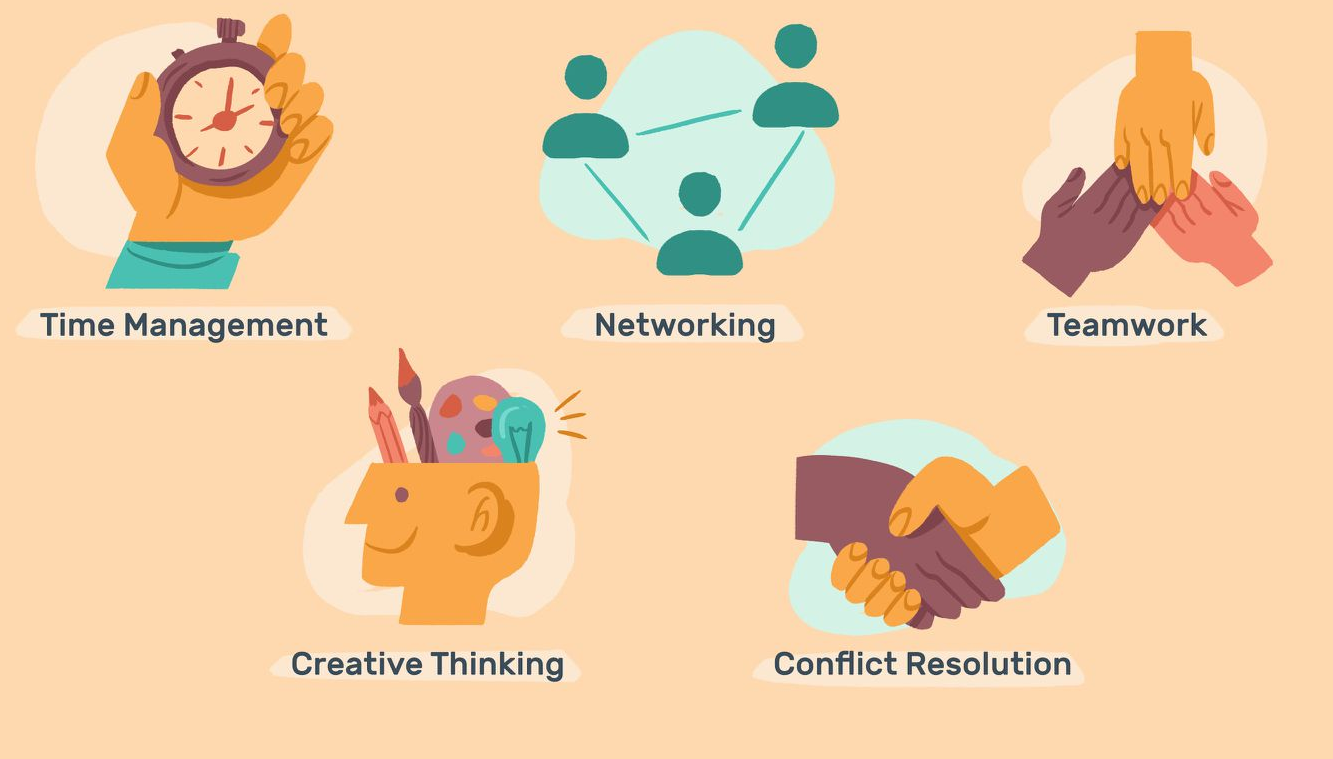 Time Management
Networking
Teamwork
Creative Thinking
Conflict Resolution